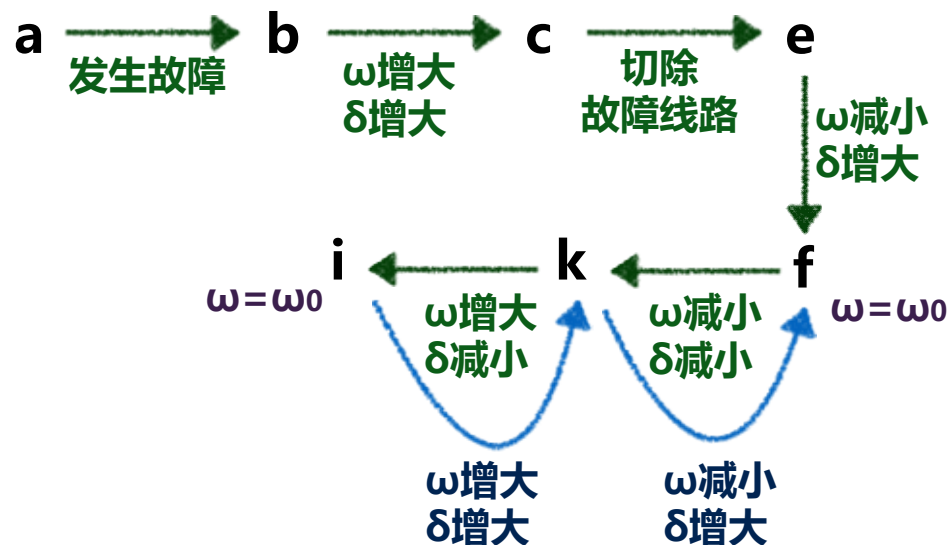 a
b
c
e
发生故障
ω增大
δ增大
切除
故障线路
ω减小
δ增大
i
k
f
ω=ω0
ω增大
δ减小
ω减小
δ减小
ω=ω0
ω增大
δ增大
ω减小
δ增大